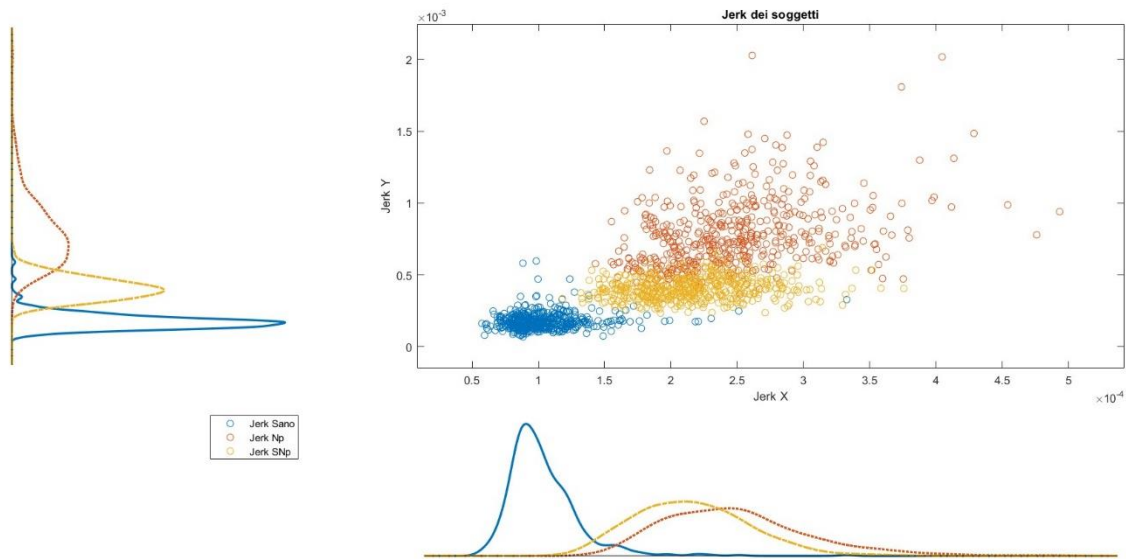 Jerk dei soggetti
×10⁻³
2
1.5
1
0.5
0
Jerk Y
0.5 1 1.5 2 2.5 3 3.5 4 4.5 5
Jerk X
×10⁻⁴
Jerk Sano
Jerk Np
Jerk SNp